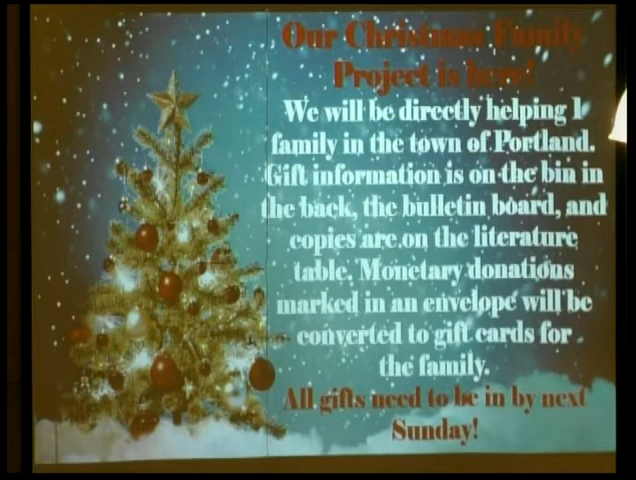 Our Christmas Family
Project is here!
We will be directly helping 1
family in the town of Portland.
Gift information is on the bin in
the back, the bulletin board, and
copies are on the literature
table. Monetary donations
marked in an envelope will be
converted to gift cards for
the family.
All gifts need to be in by next
Sunday!